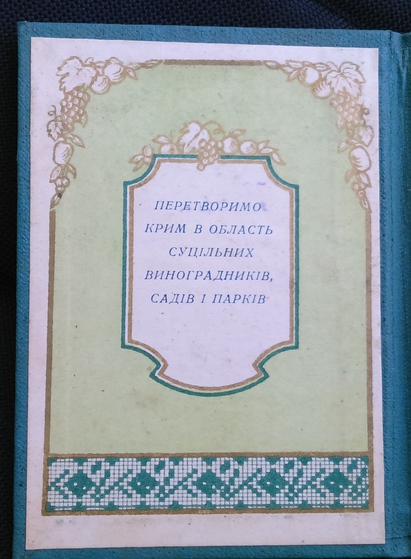 ПЕРЕТВОРИМО
КРИМ В ОБЛАСТЬ
СУЦІЛЬНИХ
ВИНОГРАДНИКІВ,
САДІВ І ПАРКІВ